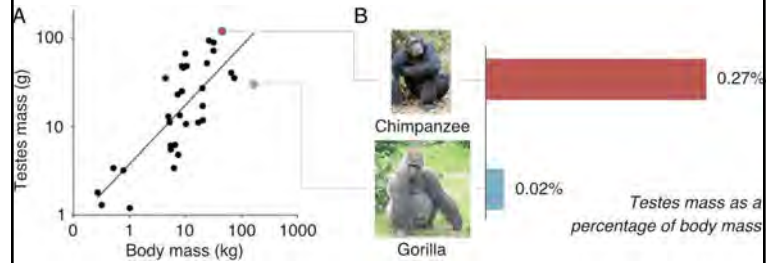 A
Testes mass (g)
100
10
1
0
1
10
100
1000
Body mass (kg)
B
Chimpanzee
0.27%
Gorilla
0.02%
Testes mass as a
percentage of body mass